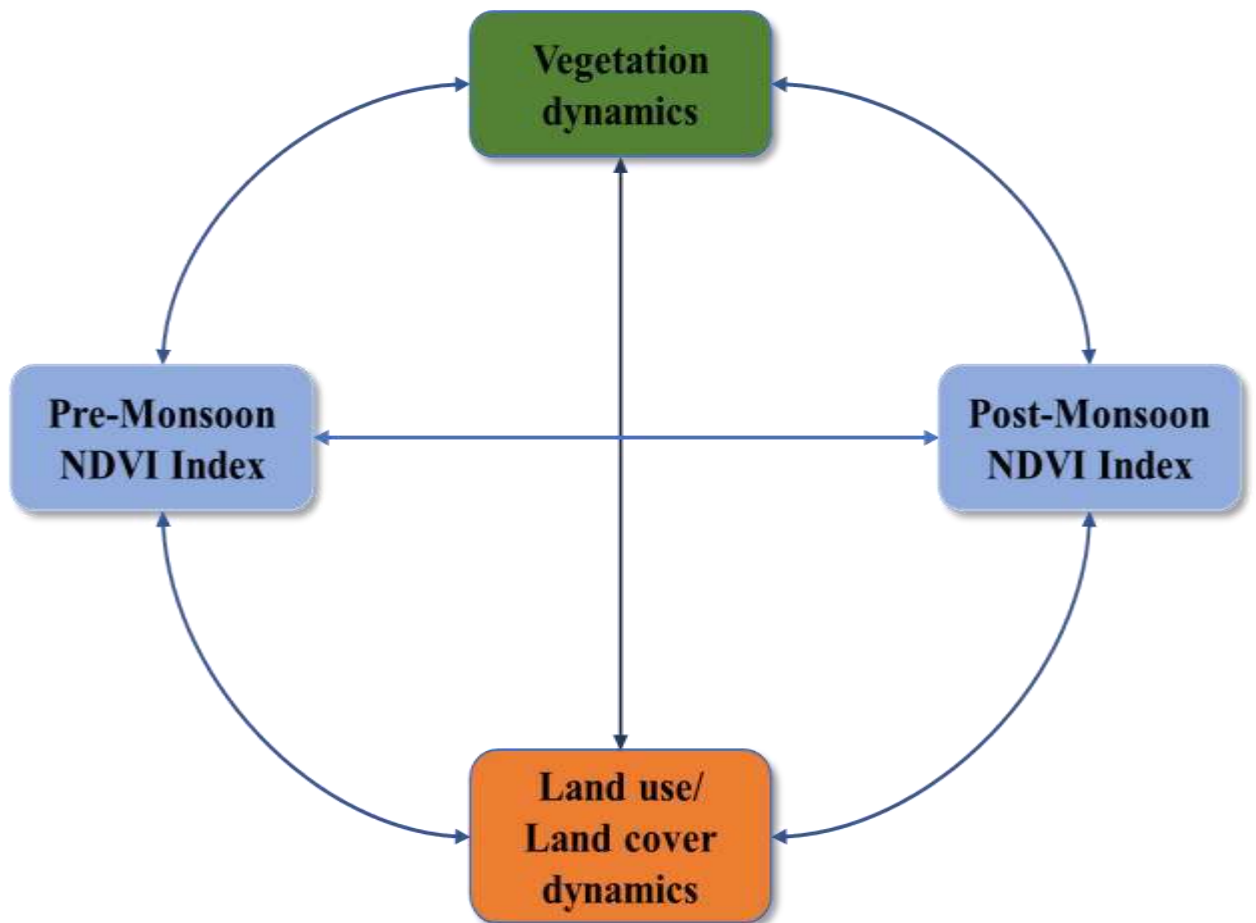 Vegetation
dynamics
Pre-Monsoon
NDVI Index
Post-Monsoon
NDVI Index
Land use/
Land cover
dynamics